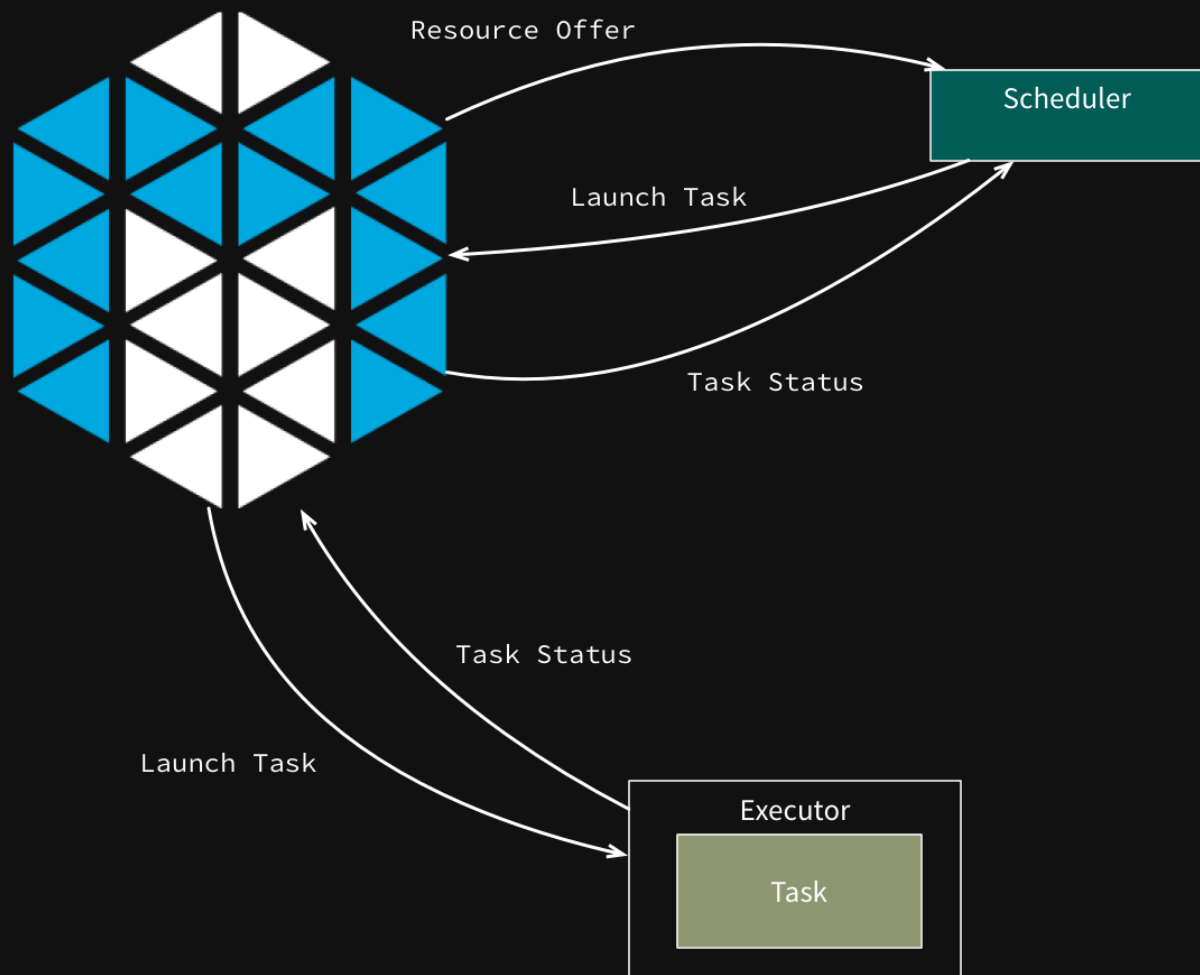 Resource Offer
Scheduler
Launch Task
Task Status
Task Status
Launch Task
Executor
Task